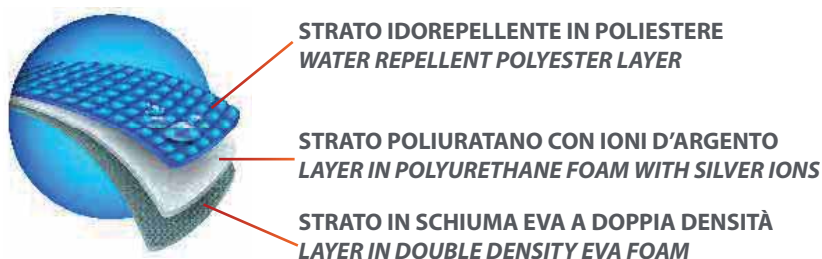 STRATO IDOREPELLENTE IN POLIESTERE
WATER REPELLENT POLYESTER LAYER
STRATO POLIURATANO CON IONI D'ARGENTO
LAYER IN POLYURETHANE FOAM WITH SILVER IONS
STRATO IN SCHIUMA EVA A DOPPIA DENSITÀ
LAYER IN DOUBLE DENSITY EVA FOAM